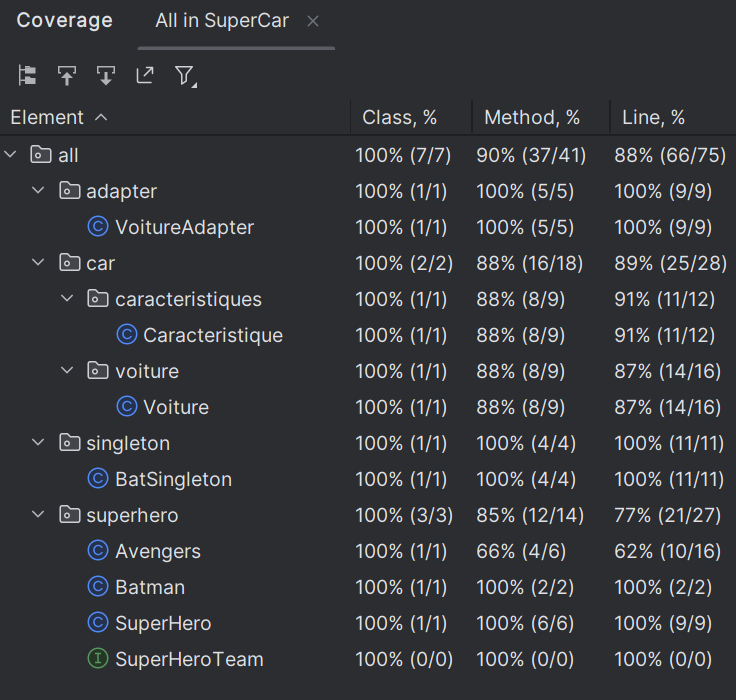 Coverage All in SuperCar
Element Class, % Method, % Line, %
all 100% (7/7) 90% (37/41) 88% (66/75)
adapter 100% (1/1) 100% (5/5) 100% (9/9)
C VoitureAdapter 100% (1/1) 100% (5/5) 100% (9/9)
car 100% (2/2) 88% (16/18) 89% (25/28)
caracteristiques 100% (1/1) 88% (8/9) 91% (11/12)
C Caracteristique 100% (1/1) 88% (8/9) 91% (11/12)
voiture 100% (1/1) 88% (8/9) 87% (14/16)
C Voiture 100% (1/1) 88% (8/9) 87% (14/16)
singleton 100% (1/1) 100% (4/4) 100% (11/11)
C BatSingleton 100% (1/1) 100% (4/4) 100% (11/11)
superhero 100% (3/3) 85% (12/14) 77% (21/27)
C Avengers 100% (1/1) 66% (4/6) 62% (10/16)
C Batman 100% (1/1) 100% (2/2) 100% (2/2)
C SuperHero 100% (1/1) 100% (6/6) 100% (9/9)
I SuperHeroTeam 100% (0/0) 100% (0/0) 100% (0/0)